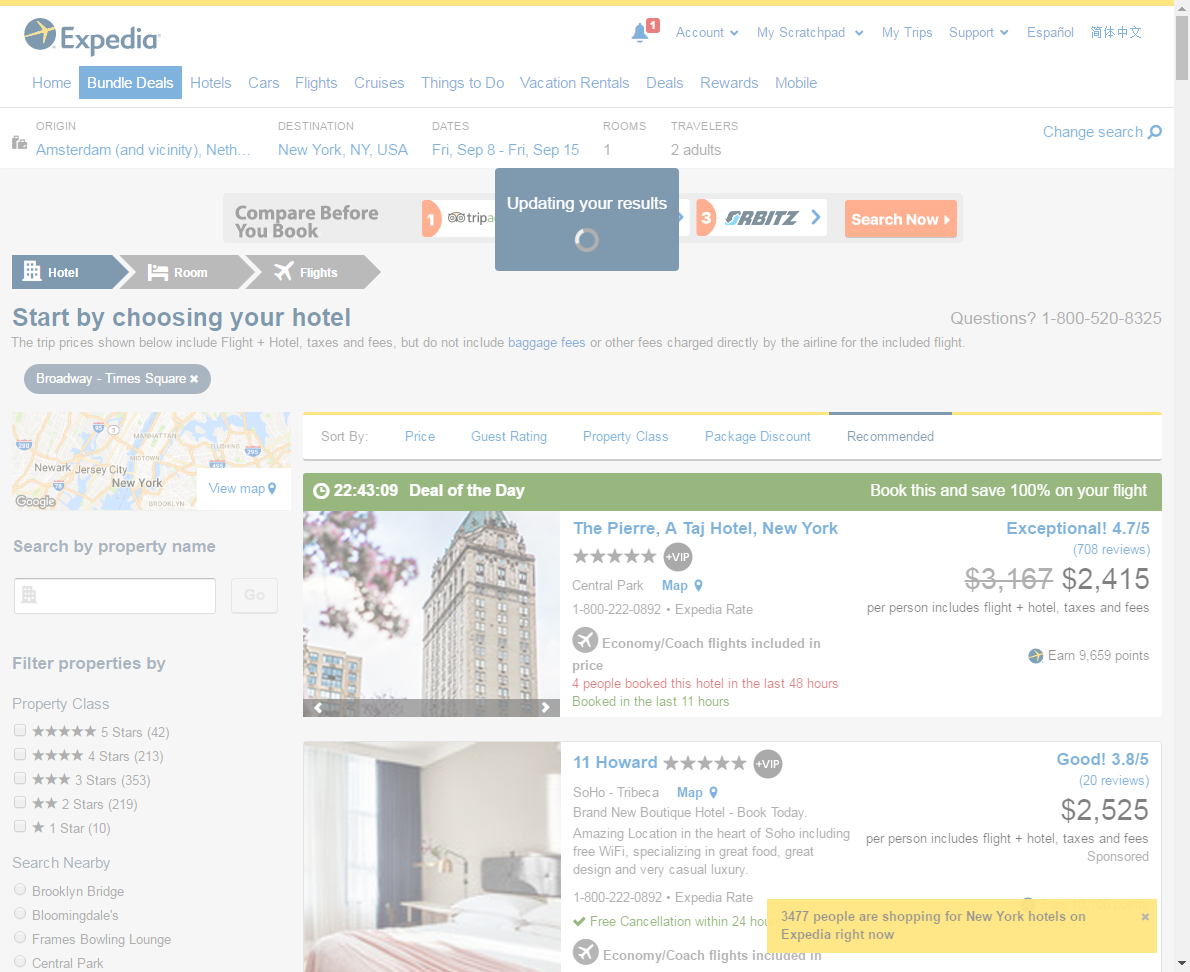 Expedia
1
Account
My Scratchpad
My Trips
Support
Español
简体中文
Home
Bundle Deals
Hotels
Cars
Flights
Cruises
Things to Do
Vacation Rentals
Deals
Rewards
Mobile
ORIGIN
DESTINATION
DATES
ROOMS
TRAVELERS
Amsterdam (and vicinity), Neth...
New York, NY, USA
Fri, Sep 8 - Fri, Sep 15
1
2 adults
Change search
Compare Before
You Book
1
3
ORBITZ
Search Now
Updating your results
Hotel
Room
Flights
Start by choosing your hotel
Questions? 1-800-520-8325
The trip prices shown below include Flight + Hotel, taxes and fees, but do not include baggage fees or other fees charged directly by the airline for the included flight.
Broadway - Times Square ×
MANHATTAN
FLUSHING
MIDTOWN
Newark
Jersey City
New York
BROOKLYN
Google
View map
Search by property name
Go
Filter properties by
Property Class
5 Stars (42)
4 Stars (213)
3 Stars (353)
2 Stars (219)
1 Star (10)
Search Nearby
Brooklyn Bridge
Bloomingdale's
Frames Bowling Lounge
Central Park
Sort By:
Price
Guest Rating
Property Class
Package Discount
Recommended
22:43:09 Deal of the Day
Book this and save 100% on your flight
The Pierre, A Taj Hotel, New York
+VIP
Central Park
Map
1-800-222-0892 • Expedia Rate
Economy/Coach flights included in
price
4 people booked this hotel in the last 48 hours
Booked in the last 11 hours
Exceptional! 4.7/5
(708 reviews)
$3,167 $2,415
per person includes flight + hotel, taxes and fees
Earn 9,659 points
11 Howard
+VIP
SoHo - Tribeca
Map
Brand New Boutique Hotel - Book Today.
Amazing Location in the heart of Soho including
free WiFi, specializing in great food, great
design and very casual luxury.
1-800-222-0892 • Expedia Rate
Free Cancellation within 24
Economy/Coach flights included in
Good! 3.8/5
(20 reviews)
$2,525
per person includes flight + hotel, taxes and fees
Sponsored
3477 people are shopping for New York hotels on
Expedia right now
×